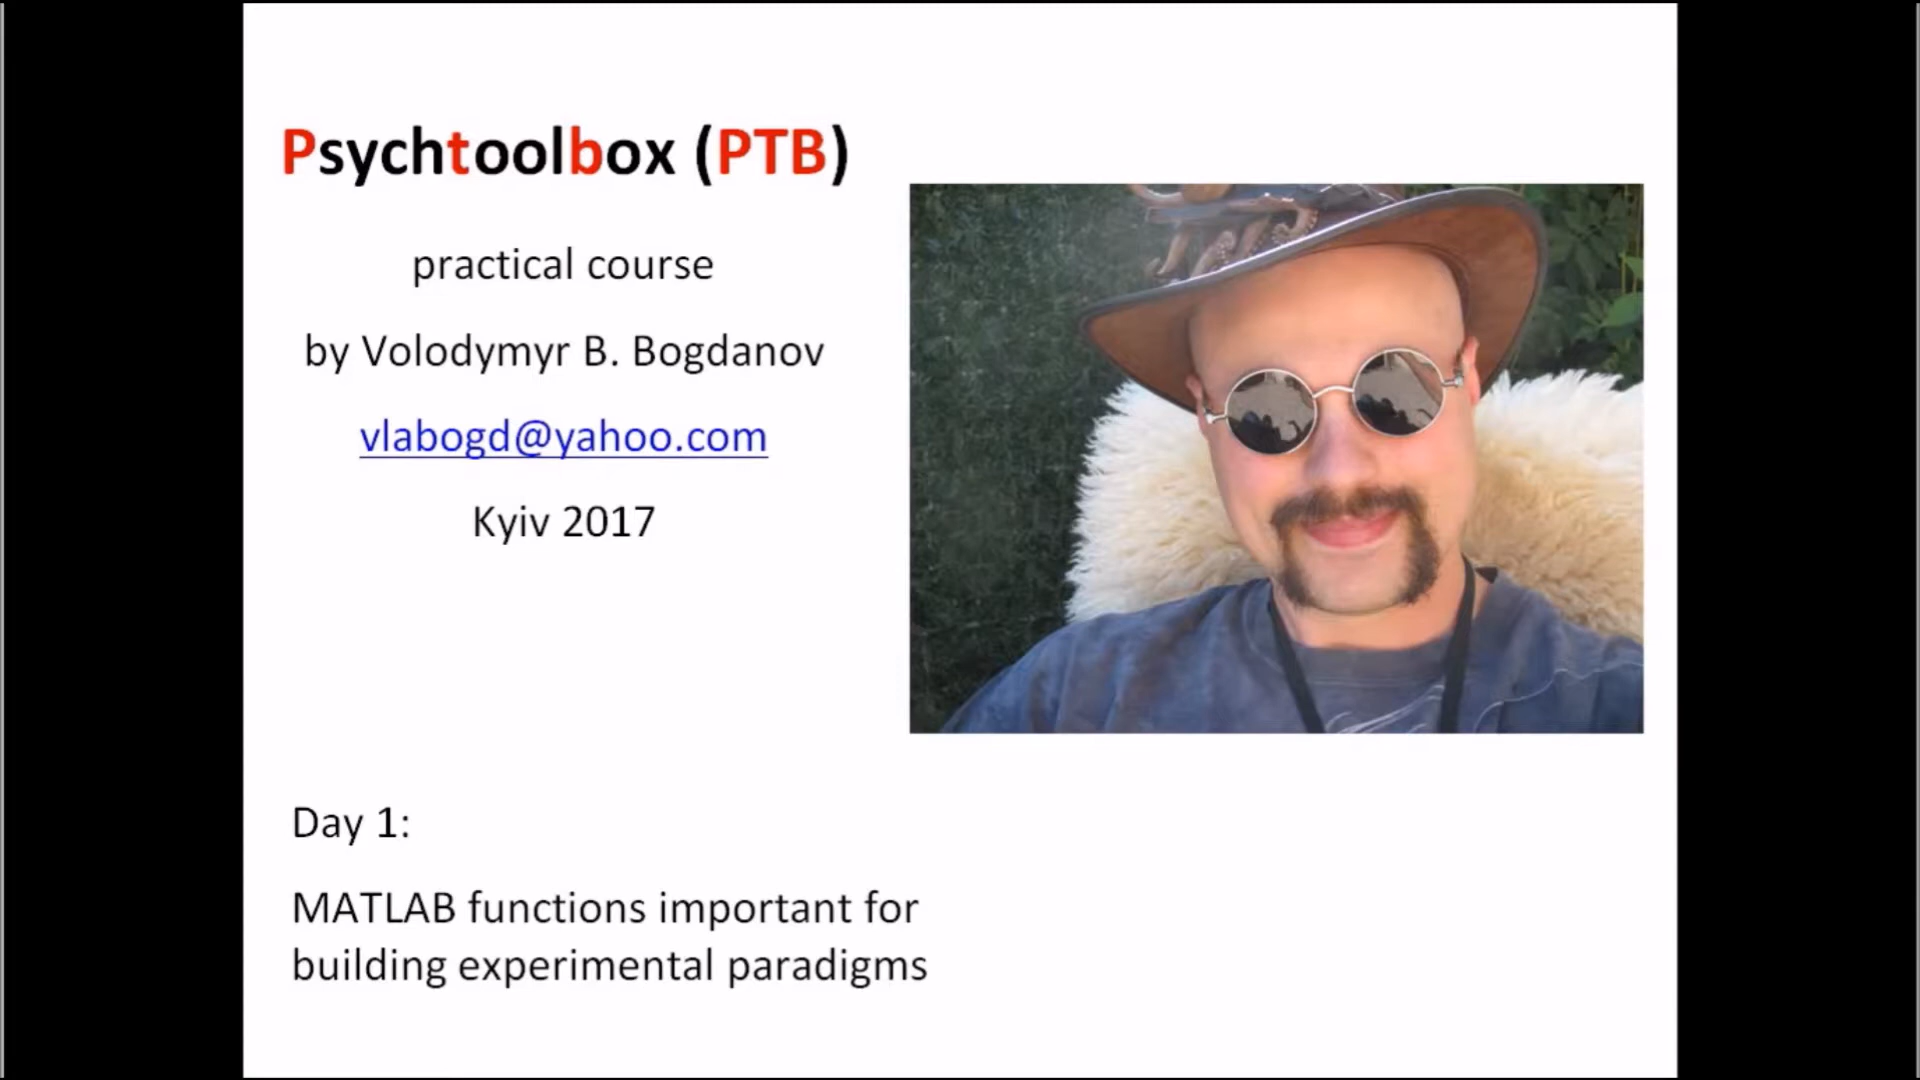 Psychtoolbox (PTB)
practical course
by Volodymyr B. Bogdanov
vlabogd@yahoo.com
Kyiv 2017
Day 1:
MATLAB functions important for
building experimental paradigms